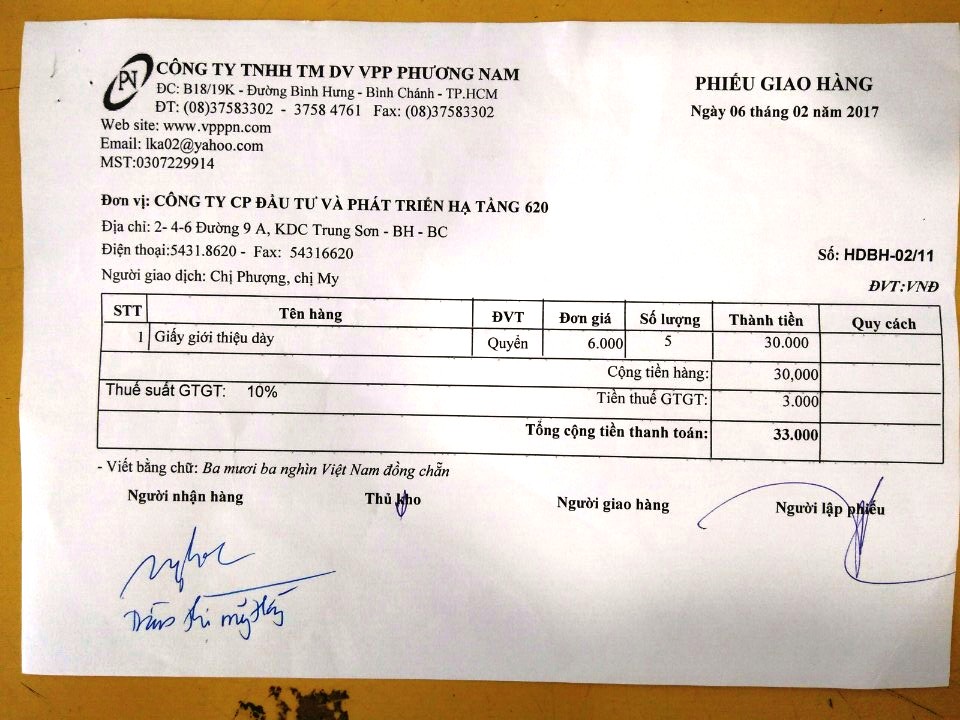 PN
CÔNG TY TNHH TM DV VPP PHƯƠNG NAM
ĐC: B18/19K - Đường Bình Hưng - Bình Chánh - TP.HCM
ĐT: (08)37583302 - 3758 4761 Fax: (08)37583302
Web site: www.vpppn.com
Email: lka02@yahoo.com
MST:0307229914
PHIẾU GIAO HÀNG
Ngày 06 tháng 02 năm 2017
Đơn vị: CÔNG TY CP ĐẦU TƯ VÀ PHÁT TRIỂN HẠ TẦNG 620
Địa chỉ: 2- 4-6 Đường 9 A, KDC Trung Sơn - BH - BC
Điện thoại:5431.8620 - Fax: 54316620
Số: HDBH-02/11
Người giao dịch: Chị Phượng, chị My
ĐVT:VNĐ
STT Tên hàng ĐVT Đơn giá Số lượng Thành tiền Quy cách
1 Giấy giới thiệu dày Quyển 6.000 5 30.000
Cộng tiền hàng: 30,000
Thuế suất GTGT: 10% Tiền thuế GTGT: 3.000
Tổng cộng tiền thanh toán: 33.000
- Viết bằng chữ: Ba mươi ba nghìn Việt Nam đồng chẵn
Người nhận hàng Thủ kho Người giao hàng Người lập phiếu
Trần thị mỹ